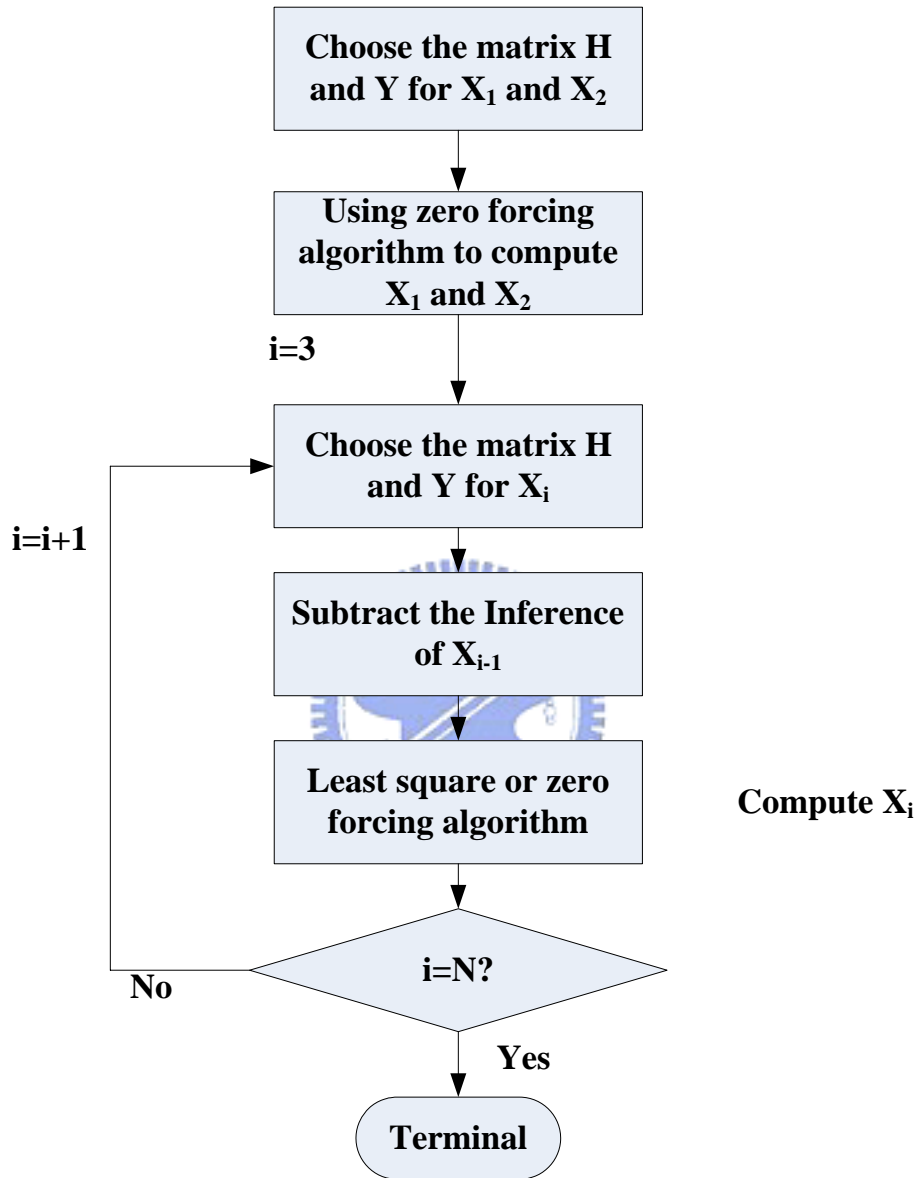 Choose the matrix H
and Y for X₁ and X₂
Using zero forcing
algorithm to compute
X₁ and X₂
i=3
Choose the matrix H
and Y for Xᵢ
i=i+1
Subtract the Inference
of Xᵢ₋₁
Least square or zero
forcing algorithm
Compute Xᵢ
i=N?
No
Yes
Terminal